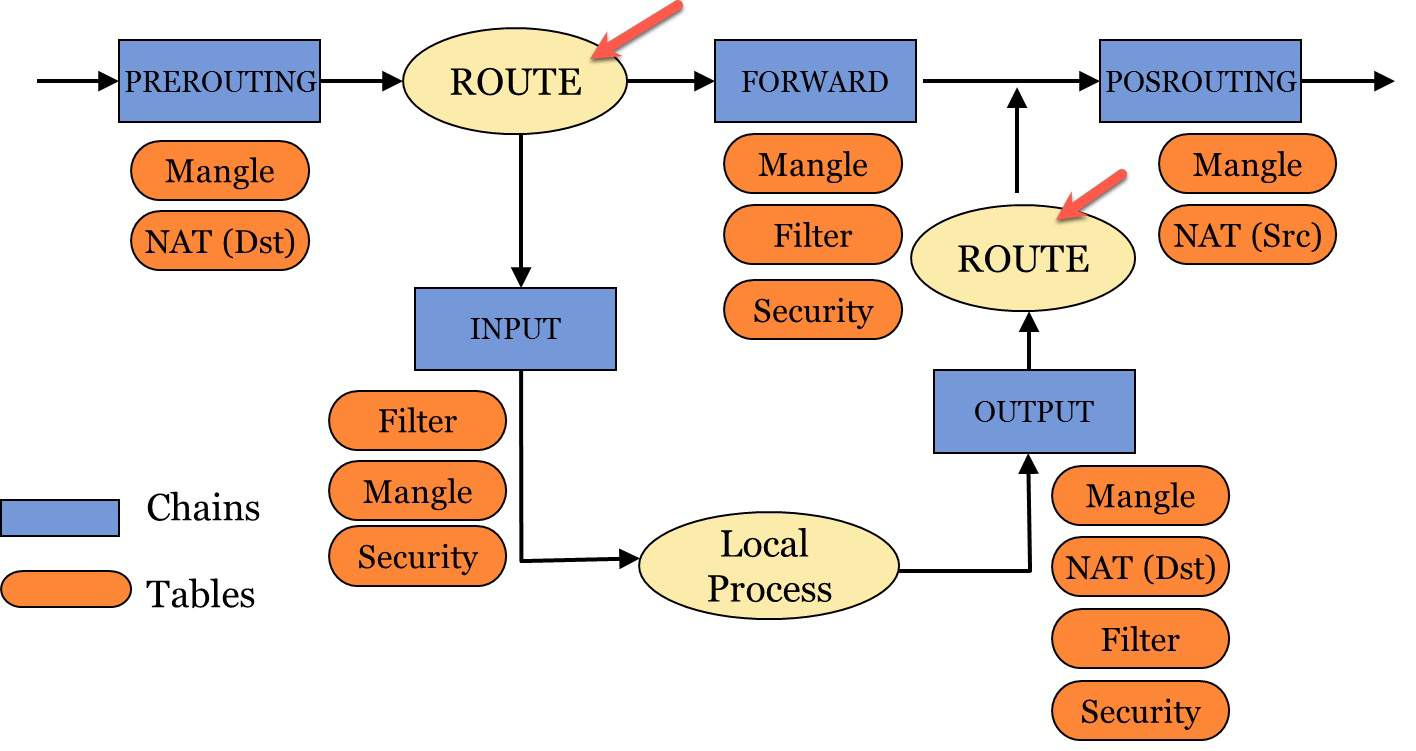 PREROUTING
ROUTE
FORWARD
POSROUTING
Mangle
NAT (Dst)
Mangle
Filter
Security
ROUTE
Mangle
NAT (Src)
INPUT
Filter
Mangle
Security
OUTPUT
Mangle
NAT (Dst)
Filter
Security
Local
Process
Chains
Tables